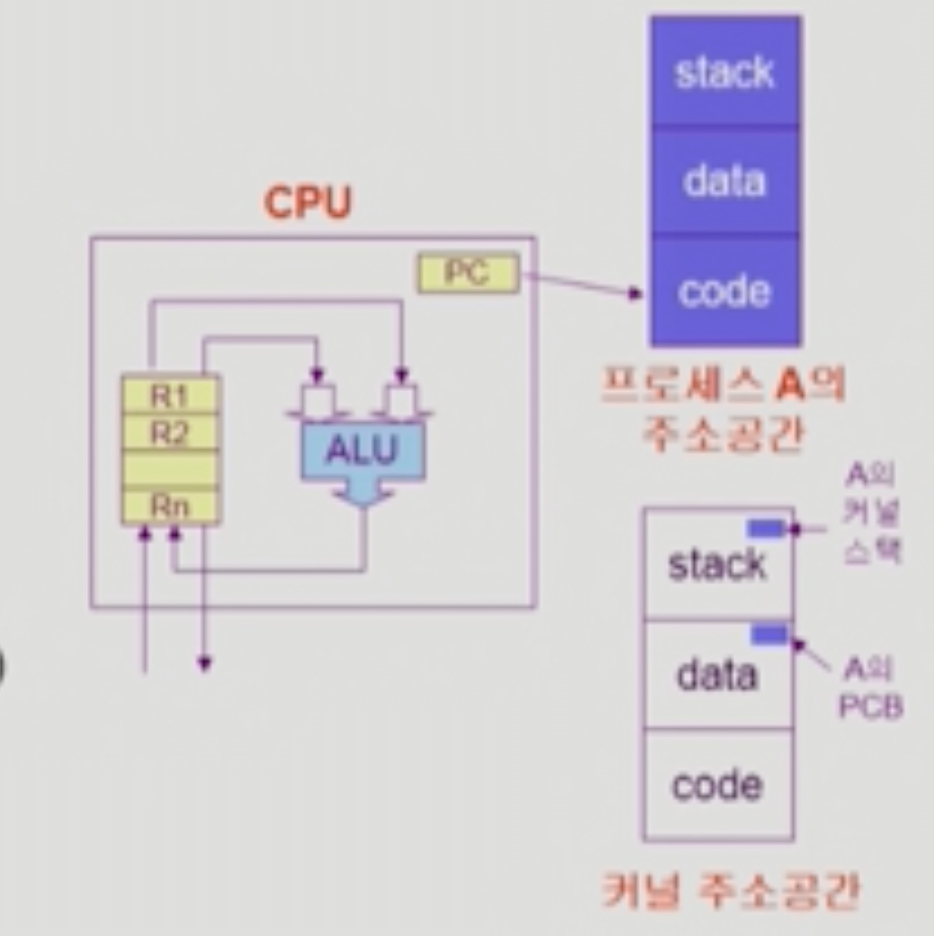 CPU
PC
R1
R2
Rn
ALU
stack
data
code
프로세스 A의
주소공간
A의
커널
스택
stack
data
code
A의
PCB
커널 주소공간